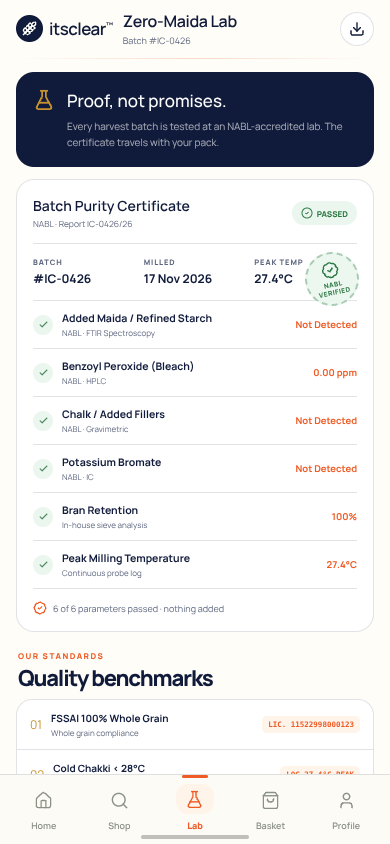 itsclear™
Zero-Maida Lab
Batch #IC-0426
Proof, not promises.
Every harvest batch is tested at an NABL-accredited lab. The
certificate travels with your pack.
Batch Purity Certificate
NABL · Report IC-0426/26
PASSED
BATCH
#IC-0426
MILLED
17 Nov 2026
PEAK TEMP
27.4°C
NABL
VERIFIED
Added Maida / Refined Starch
NABL · FTIR Spectroscopy
Not Detected
Benzoyl Peroxide (Bleach)
NABL · HPLC
0.00 ppm
Chalk / Added Fillers
NABL · Gravimetric
Not Detected
Potassium Bromate
NABL · IC
Not Detected
Bran Retention
In-house sieve analysis
100%
Peak Milling Temperature
Continuous probe log
27.4°C
6 of 6 parameters passed · nothing added
OUR STANDARDS
Quality benchmarks
01
FSSAI 100% Whole Grain
Whole grain compliance
LIC. 11522998000123
02
Cold Chakki < 28°C
LOG 27.4°C PEAK
Home
Shop
Lab
Basket
Profile